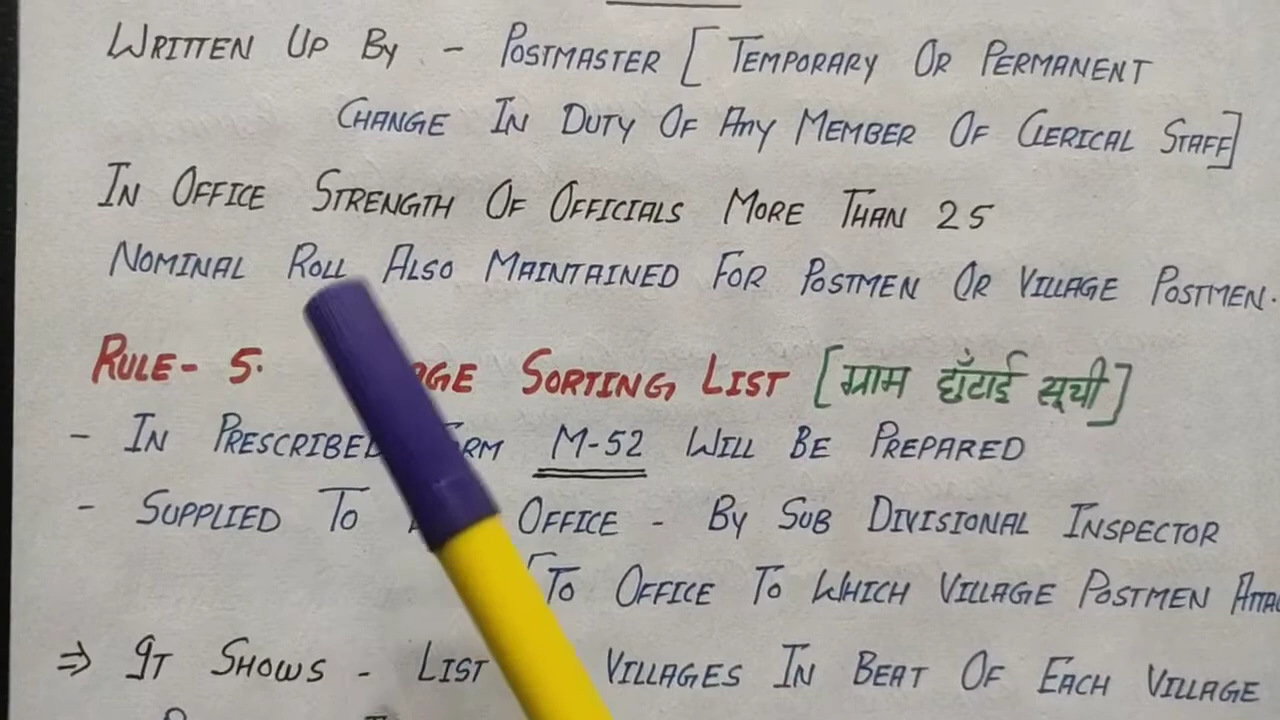 WRITTEN UP BY - POSTMASTER [TEMPORARY OR PERMANENT
CHANGE IN DUTY OF ANY MEMBER OF CLERICAL STAFF]
IN OFFICE STRENGTH OF OFFICIALS MORE THAN 25
NOMINAL ROLL ALSO MAINTAINED FOR POSTMEN OR VILLAGE POSTMEN.
RULE- 5. SORTING LIST [ग्राम छँटाई सूची]
- IN PRESCRIBED M-52 WILL BE PREPARED
- SUPPLIED TO OFFICE - BY SUB DIVISIONAL INSPECTOR
[TO OFFICE TO WHICH VILLAGE POSTMEN
⇒ IT SHOWS - LIST VILLAGES IN BEAT OF EACH VILLAGE